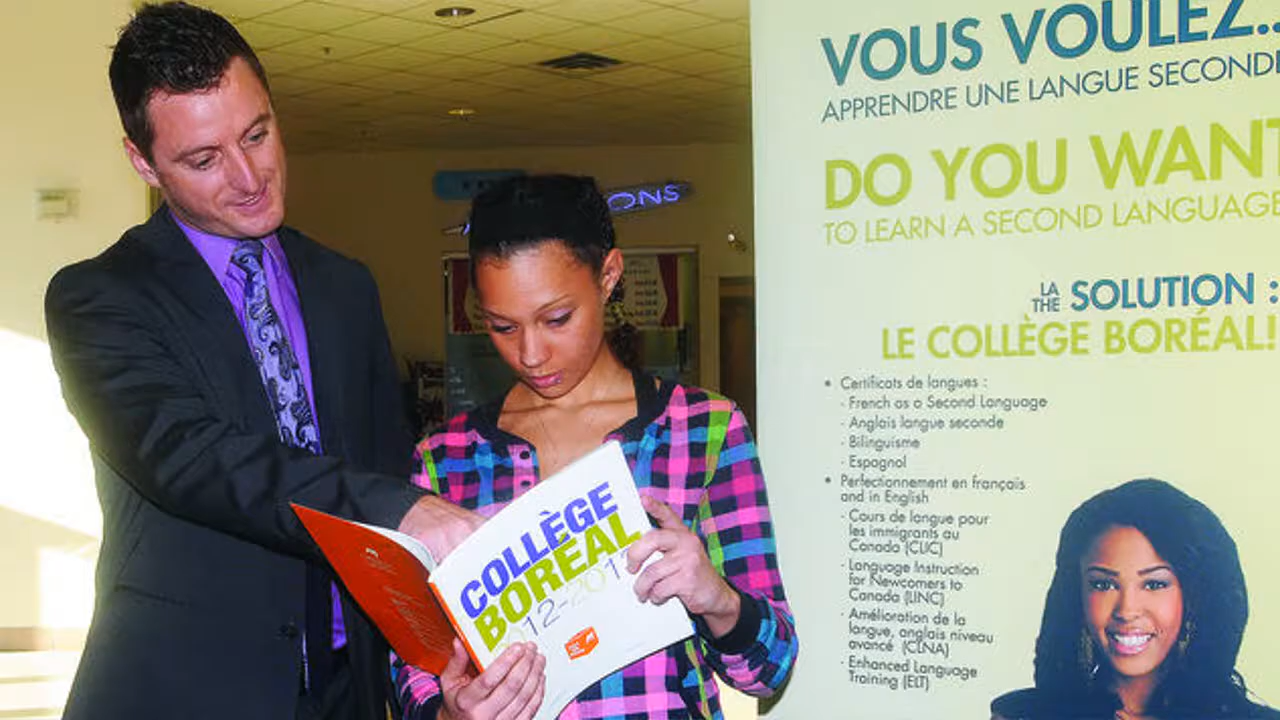 ONS
COLLÈGE
BORÉAL
VOUS VOULEZ...
APPRENDRE UNE LANGUE SECONDE
DO YOU WANT
TO LEARN A SECOND LANGUAGE
LA
THE
SOLUTION :
LE COLLÈGE BORÉAL!
• Certificats de langues :
- French as a Second Language
- Anglais langue seconde
- Bilinguisme
- Espagnol
• Perfectionnement en français
and in English
- Cours de langue pour
les immigrants au
Canada (CLIC)
- Language Instruction
for Newcomers to
Canada (LINC)
- Amélioration de la
langue, anglais niveau
avancé (CLNA)
- Enhanced Language
Training (ELT)